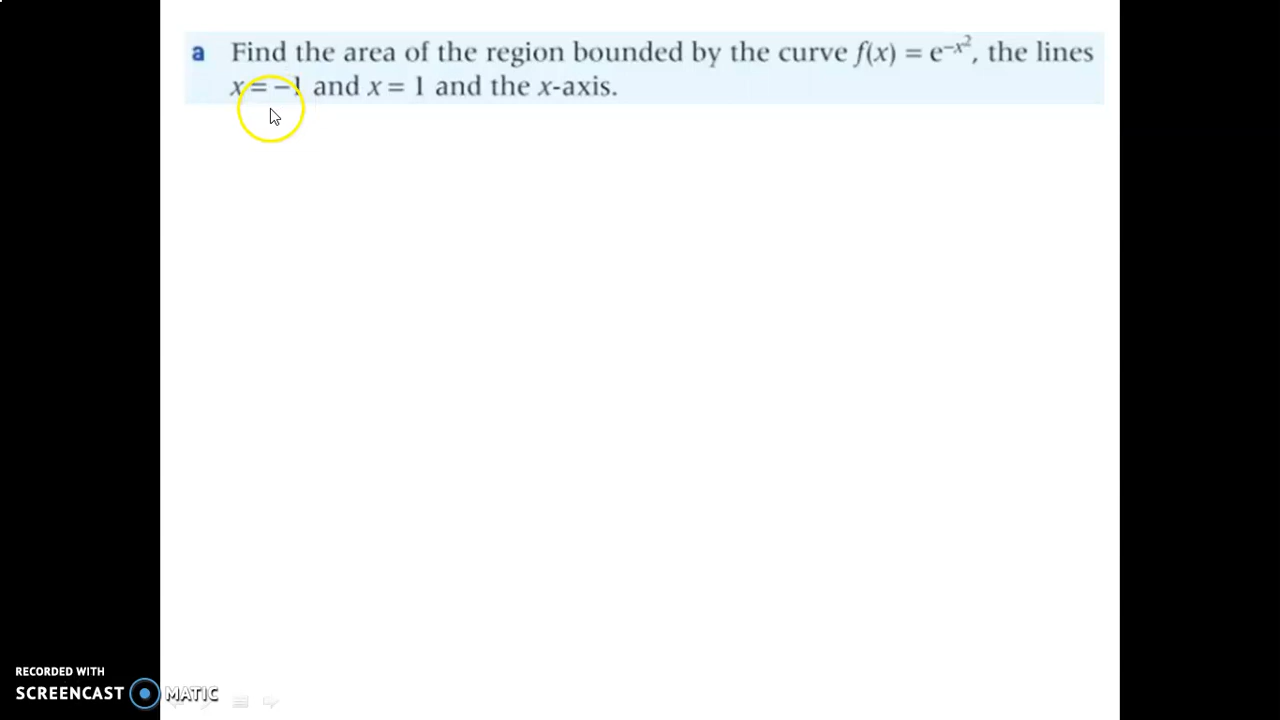 a Find the area of the region bounded by the curve f(x) = e^{-x^2}, the lines
x = −1 and x = 1 and the x-axis.
RECORDED WITH
SCREENCAST MATIC